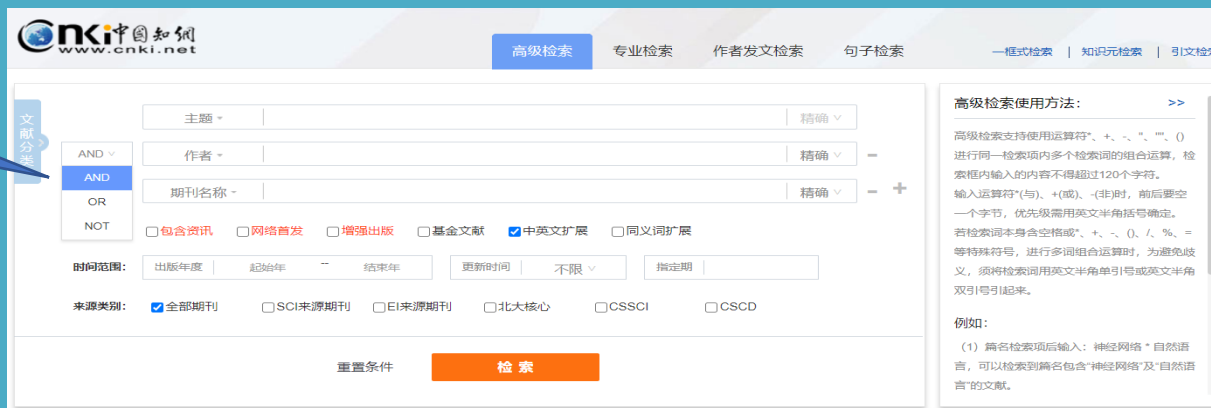 cnki中国知网
www.cnki.net
高级检索 专业检索 作者发文检索 句子检索 一框式检索 | 知识元检索 | 引文检索
文献分类
主题 精确
AND 作者 精确
AND
OR
NOT
期刊名称 精确
包含资讯 网络首发 增强出版 基金文献 中英文扩展 同义词扩展
时间范围: 出版年度 起始年 -- 结束年 更新时间 不限 指定期
来源类别: 全部期刊 SCI来源期刊 EI来源期刊 北大核心 CSSCI CSCD
重置条件 检索
高级检索使用方法: >>
高级检索支持使用运算符*、+、-、''、""、()
进行同一检索项内多个检索词的组合运算,检
索框内输入的内容不得超过120个字符。
输入运算符*(与)、+(或)、-(非)时,前后要空
一个字节,优先级需用英文半角括号确定。
若检索词本身含空格或*、+、-、()、/、%、=
等特殊符号,进行多词组合运算时,为避免歧
义,须将检索词用英文半角单引号或英文半角
双引号引起来。
例如:
(1)篇名检索项后输入:神经网络 * 自然语
言,可以检索到篇名包含“神经网络”及“自然语
言”的文献。